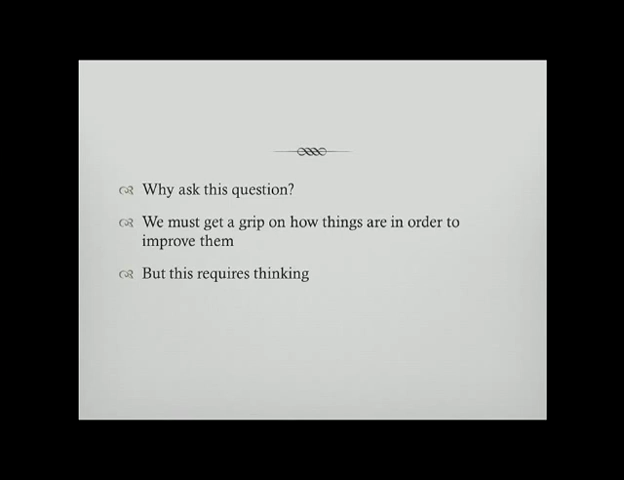 Why ask this question?
We must get a grip on how things are in order to
improve them
But this requires thinking